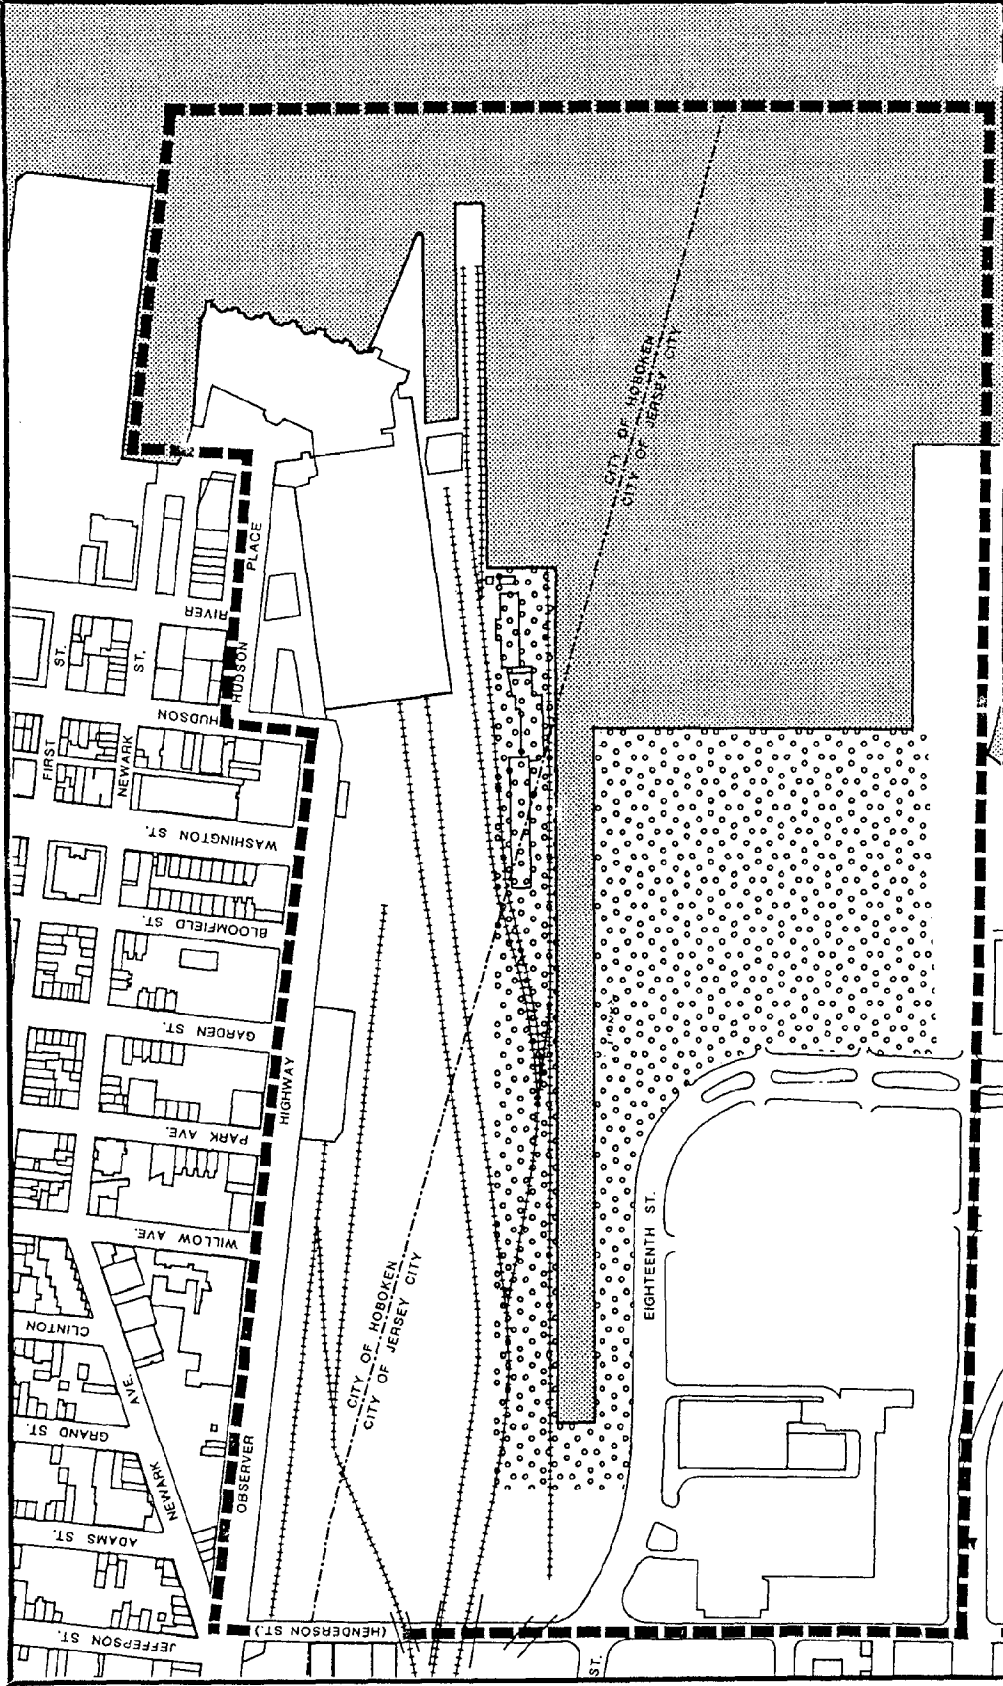 FIRST
ST.
NEWARK
ST.
RIVER
HUDSON
HUDSON
PLACE
WASHINGTON ST.
BLOOMFIELD ST.
GARDEN ST.
PARK AVE.
WILLOW AVE.
CLINTON
GRAND ST.
ADAMS ST.
JEFFERSON ST.
NEWARK
AVE.
OBSERVER
HIGHWAY
(HENDERSON ST.)
CITY OF HOBOKEN
CITY OF JERSEY CITY
CITY OF HOBOKEN
CITY OF JERSEY CITY
EIGHTEENTH ST.
ST.